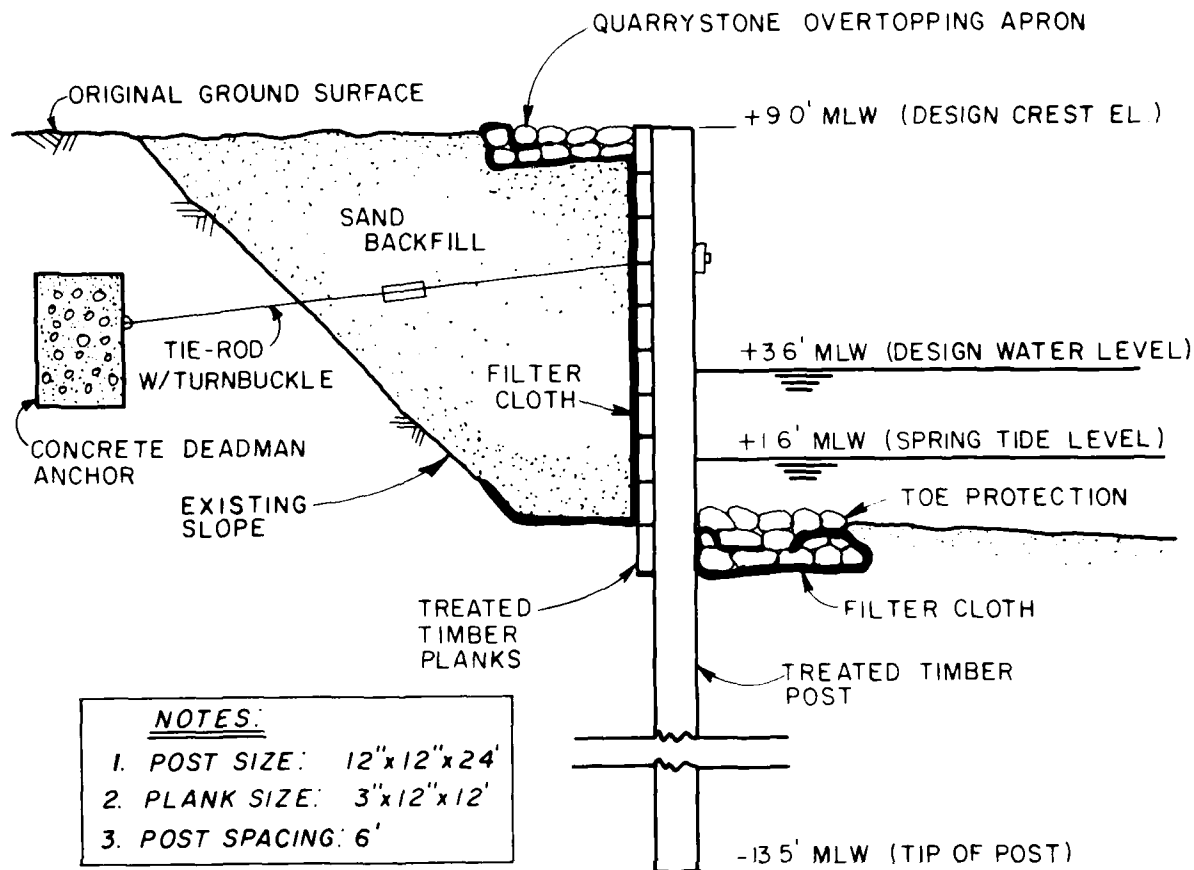 QUARRYSTONE OVERTOPPING APRON
ORIGINAL GROUND SURFACE
+9.0' MLW (DESIGN CREST EL.)
SAND
BACKFILL
TIE-ROD
W/TURNBUCKLE
FILTER
CLOTH
+3.6' MLW (DESIGN WATER LEVEL)
CONCRETE DEADMAN
ANCHOR
+1.6' MLW (SPRING TIDE LEVEL)
EXISTING
SLOPE
TOE PROTECTION
TREATED
TIMBER
PLANKS
FILTER CLOTH
TREATED TIMBER
POST
NOTES:
1. POST SIZE: 12"x12"x24'
2. PLANK SIZE: 3"x12"x12'
3. POST SPACING: 6'
-13.5' MLW (TIP OF POST)